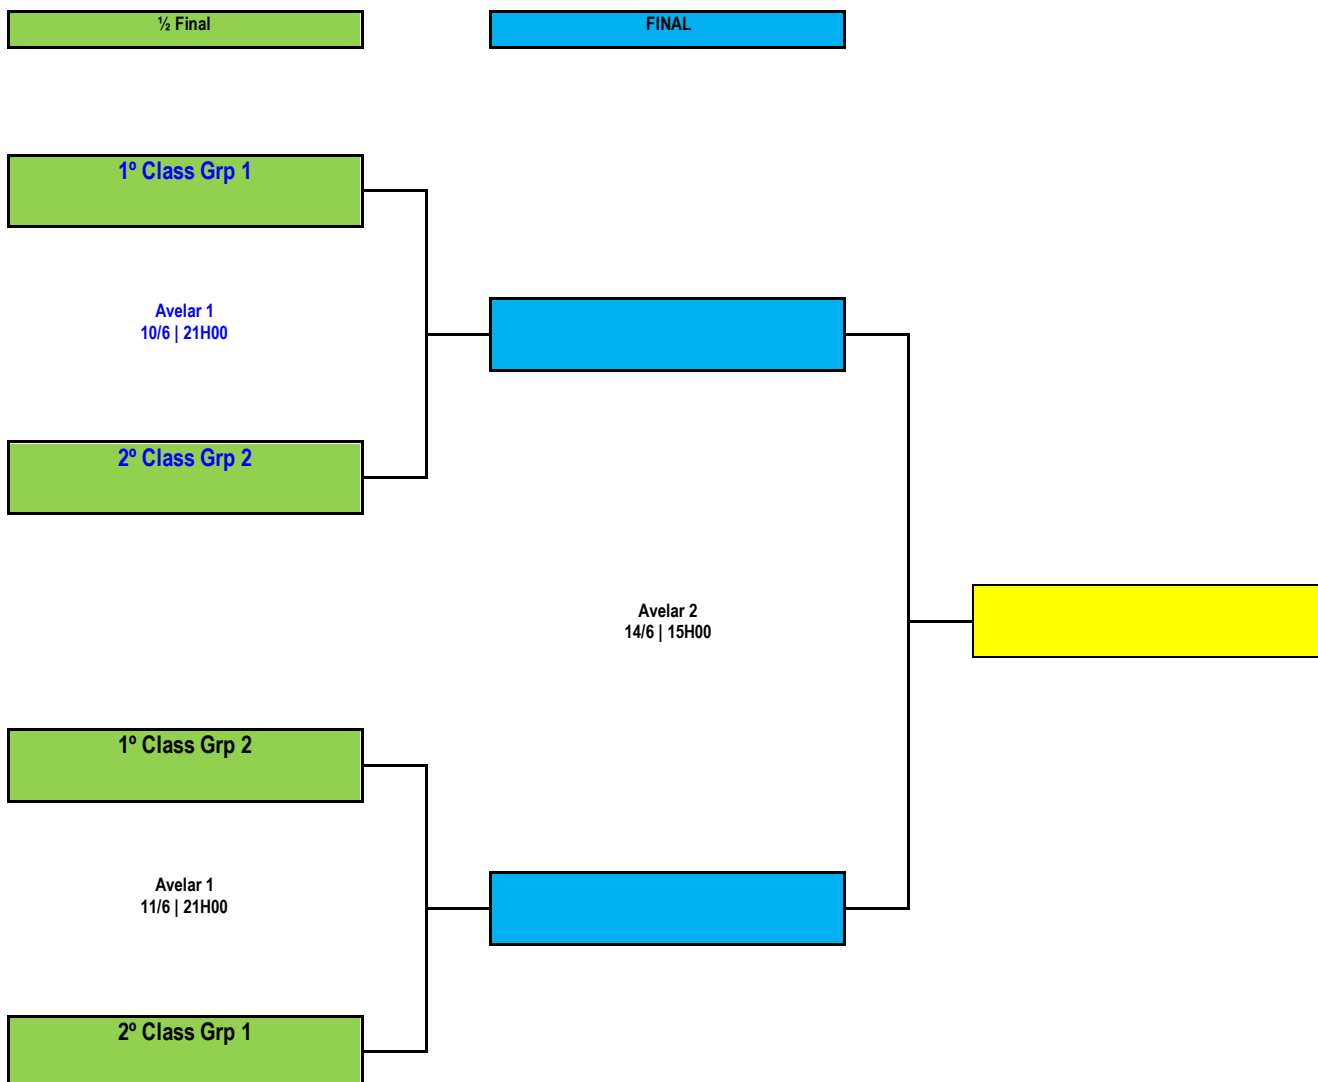 ½ Final
FINAL
1º Class Grp 1
Avelar 1
10/6 | 21H00
2º Class Grp 2
Avelar 2
14/6 | 15H00
1º Class Grp 2
Avelar 1
11/6 | 21H00
2º Class Grp 1